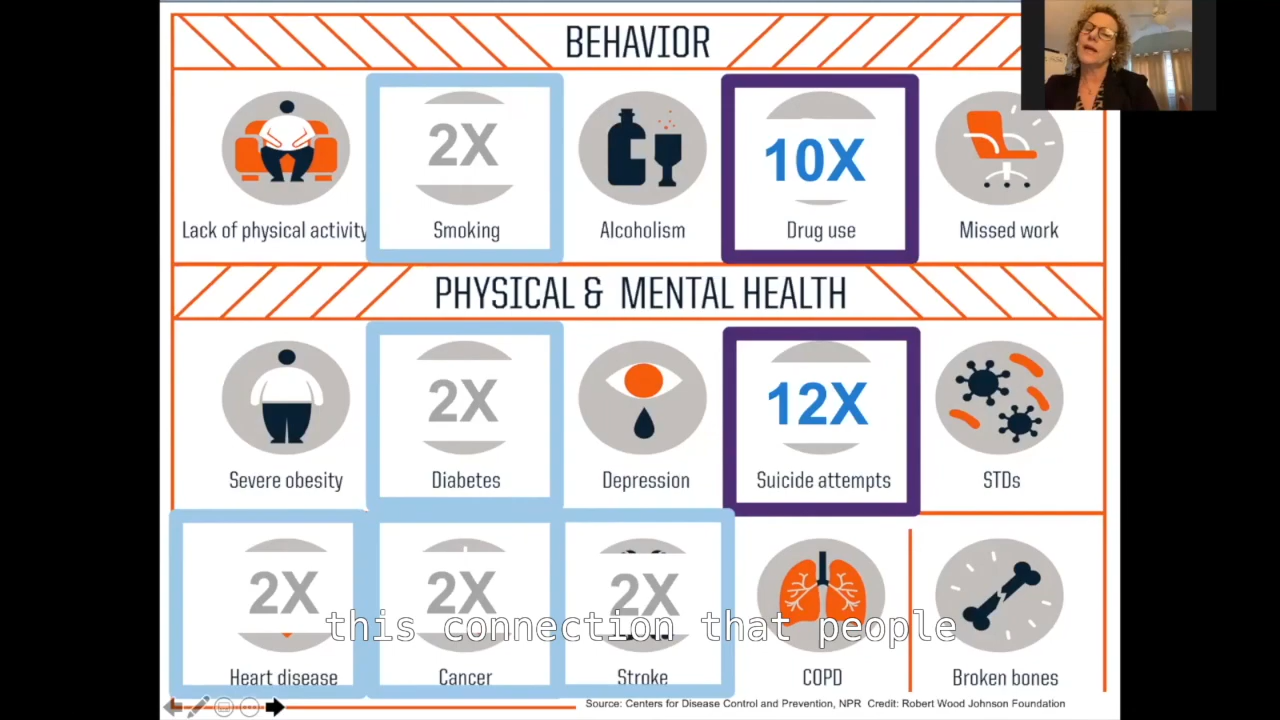 BEHAVIOR
2X
10X
Lack of physical activity
Smoking
Alcoholism
Drug use
Missed work
PHYSICAL & MENTAL HEALTH
2X
12X
Severe obesity
Diabetes
Depression
Suicide attempts
STDs
2X
2X
2X
this connection that people
Heart disease
Cancer
Stroke
COPD
Broken bones
Source: Centers for Disease Control and Prevention, NPR Credit: Robert Wood Johnson Foundation